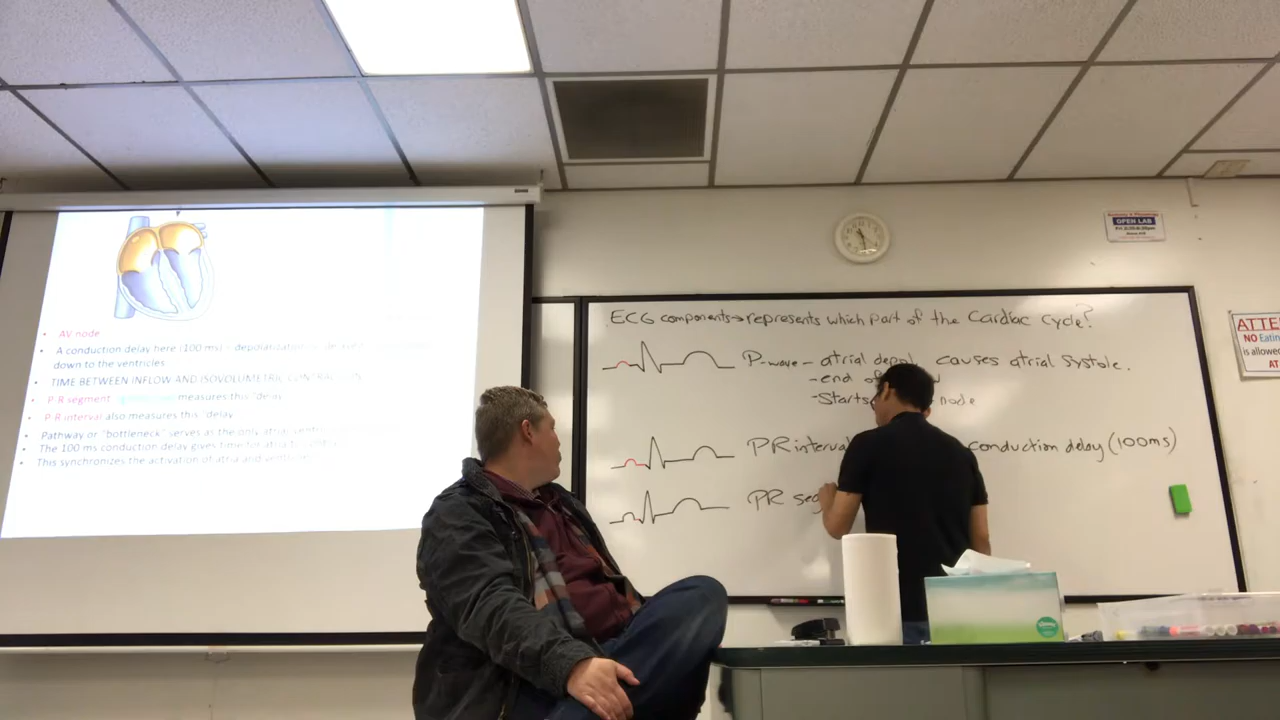 AV node
A conduction delay here (100 ms) –
down to the ventricles
TIME BETWEEN INFLOW AND ISOVOLUMETRIC CONTRACTION
P-R segment measures this "delay
P-R interval also measures this "delay
Pathway or "bottleneck" serves as the only
The 100 ms conduction delay gives time for atria to
This synchronizes the activation of atria and ventricles
ECG components→represents which part of the Cardiac Cycle?
P-wave – atrial depol causes atrial systole.
-end of
-Starts node
PR interval conduction delay (100ms)
PR seg
OPEN LAB
ATTE
NO Eatin
is allowe
AT